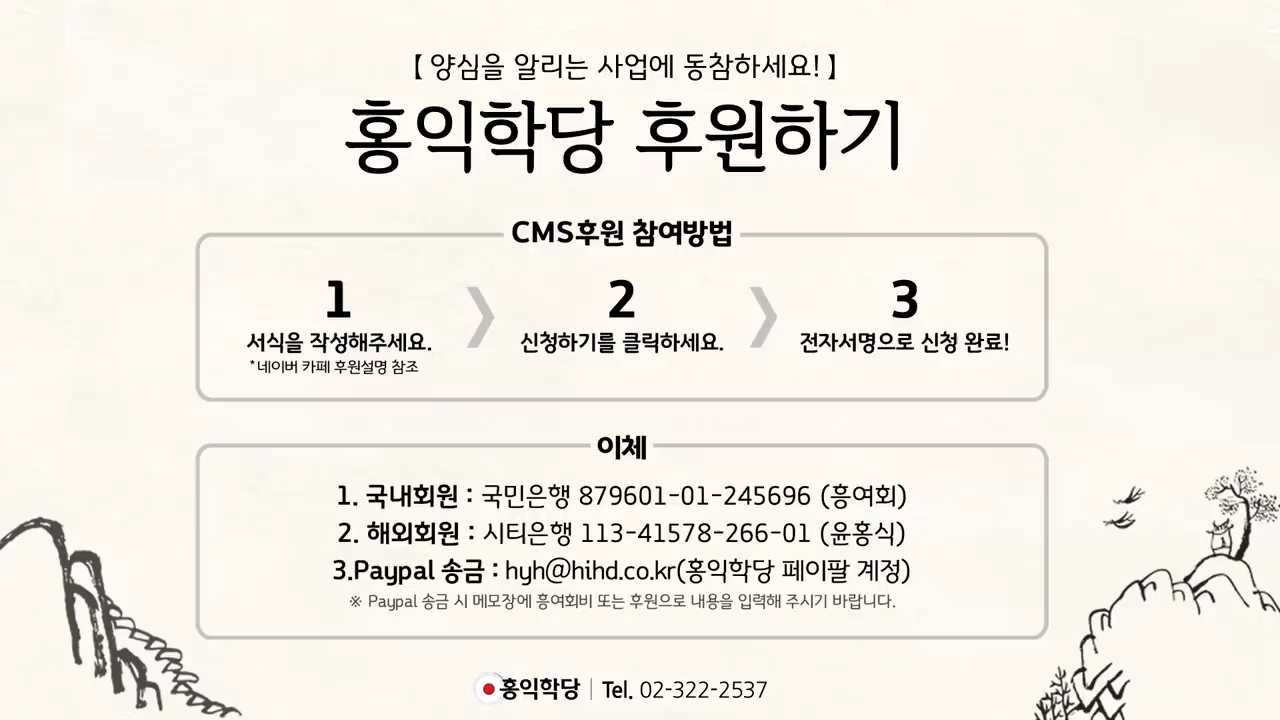 【 양심을 알리는 사업에 동참하세요! 】
홍익학당 후원하기
CMS후원 참여방법
1
서식을 작성해주세요.
*네이버 카페 후원설명 참조
2
신청하기를 클릭하세요.
3
전자서명으로 신청 완료!
이체
1. 국내회원 : 국민은행 879601-01-245696 (흥여회)
2. 해외회원 : 시티은행 113-41578-266-01 (윤홍식)
3.Paypal 송금 : hyh@hihd.co.kr(홍익학당 페이팔 계정)
※ Paypal 송금 시 메모장에 흥여회비 또는 후원으로 내용을 입력해 주시기 바랍니다.
홍익학당 | Tel. 02-322-2537